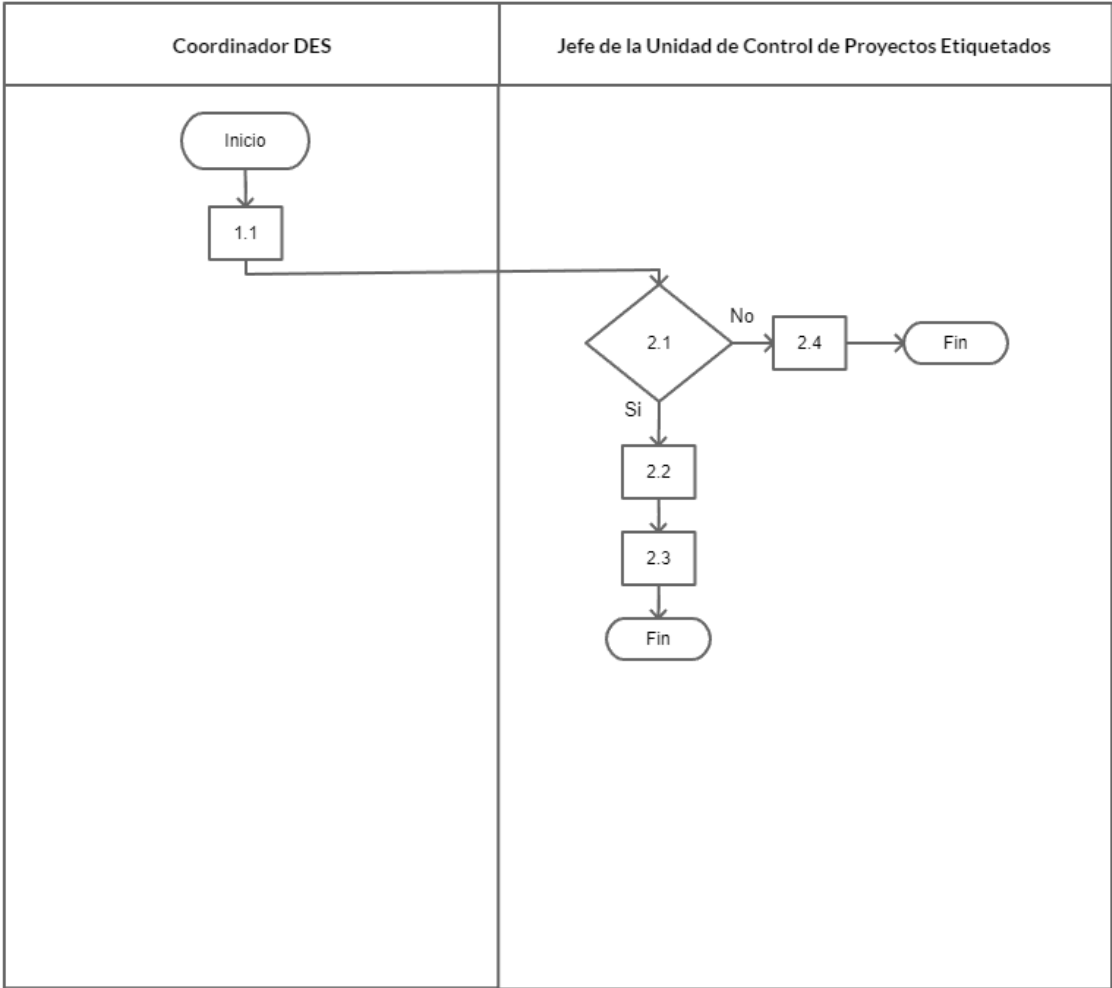 Coordinador DES
Jefe de la Unidad de Control de Proyectos Etiquetados
Inicio
1.1
2.1
No
2.4
Fin
Si
2.2
2.3
Fin